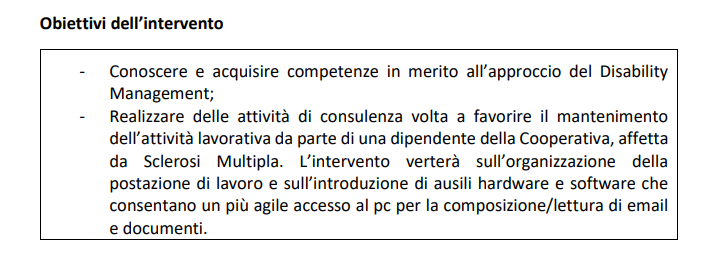 Obiettivi dell’intervento
- Conoscere e acquisire competenze in merito all’approccio del Disability
Management;
- Realizzare delle attività di consulenza volta a favorire il mantenimento
dell’attività lavorativa da parte di una dipendente della Cooperativa, affetta
da Sclerosi Multipla. L’intervento verterà sull’organizzazione della
postazione di lavoro e sull’introduzione di ausili hardware e software che
consentano un più agile accesso al pc per la composizione/lettura di email
e documenti.